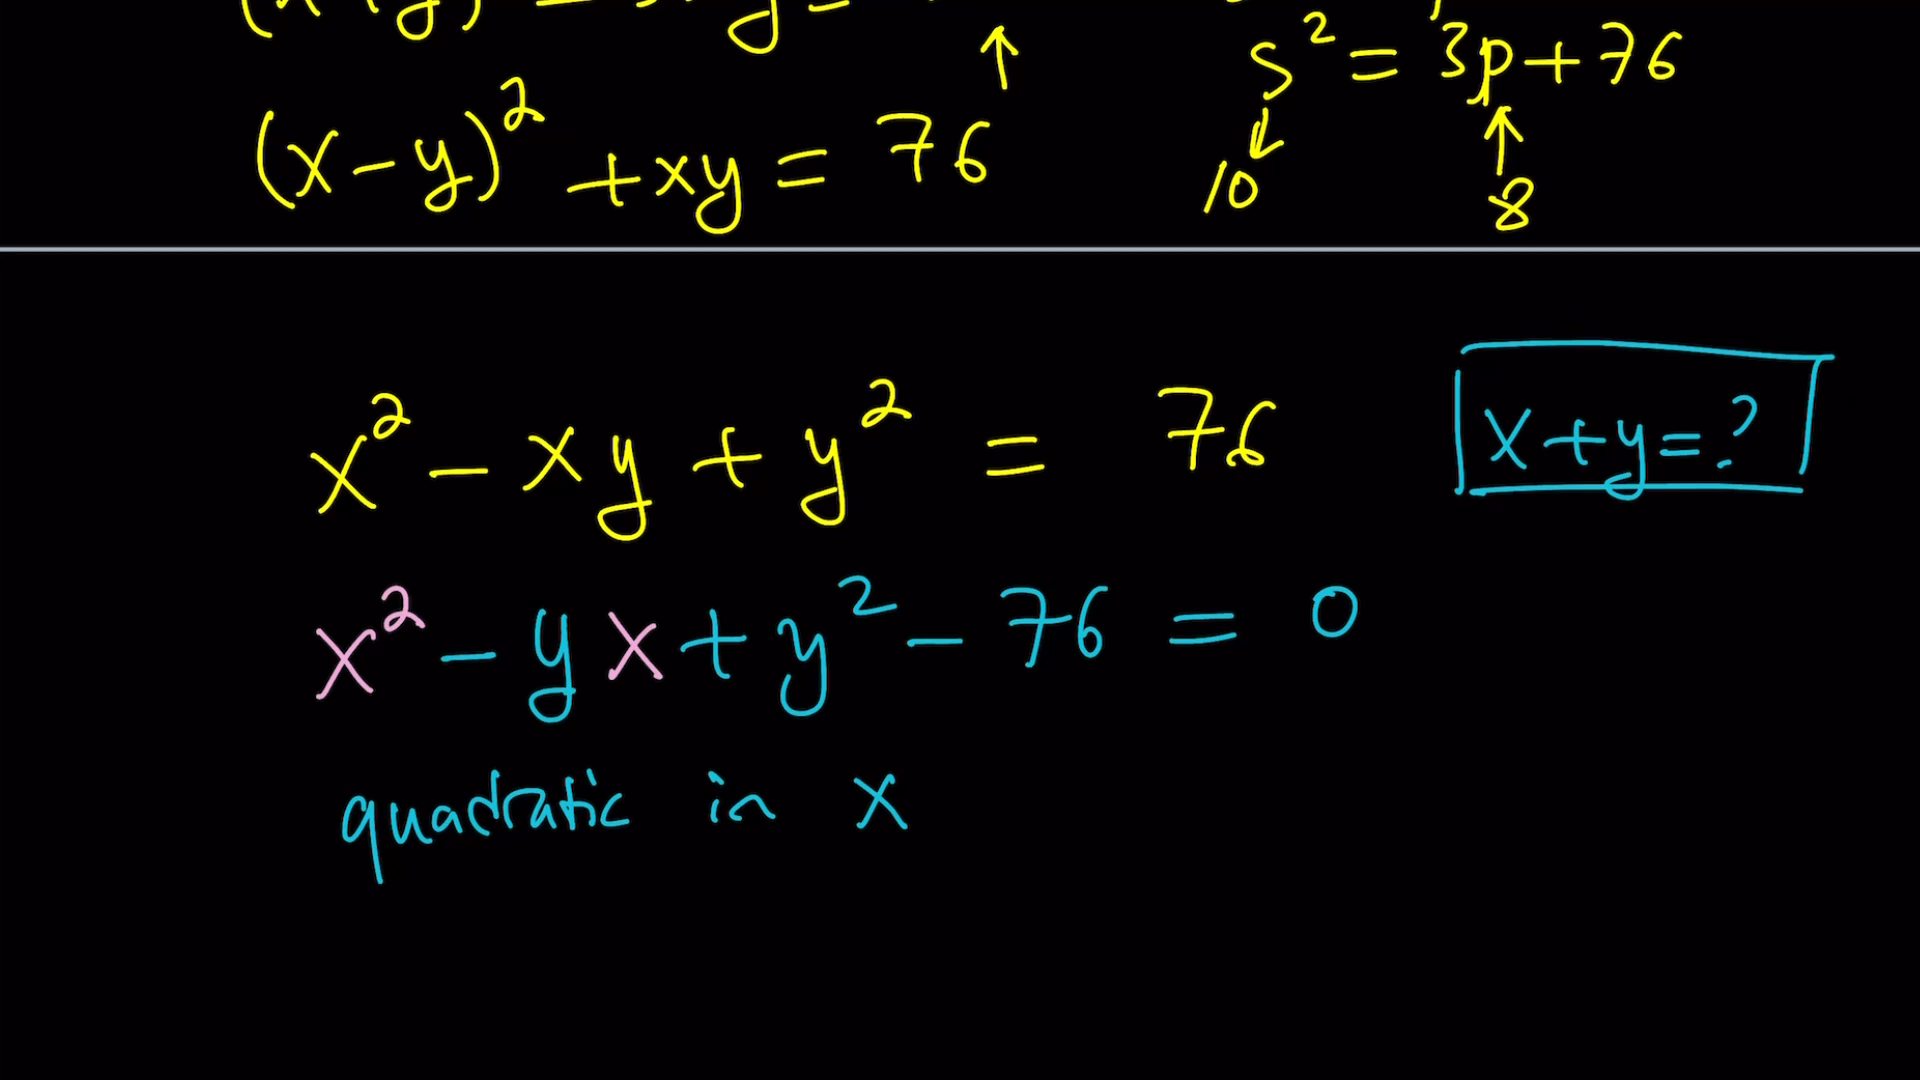 s² = 3p + 76
(x - y)² + xy = 76
10
8
x² - xy + y² = 76
x + y = ?
x² - yx + y² - 76 = 0
quadratic in x